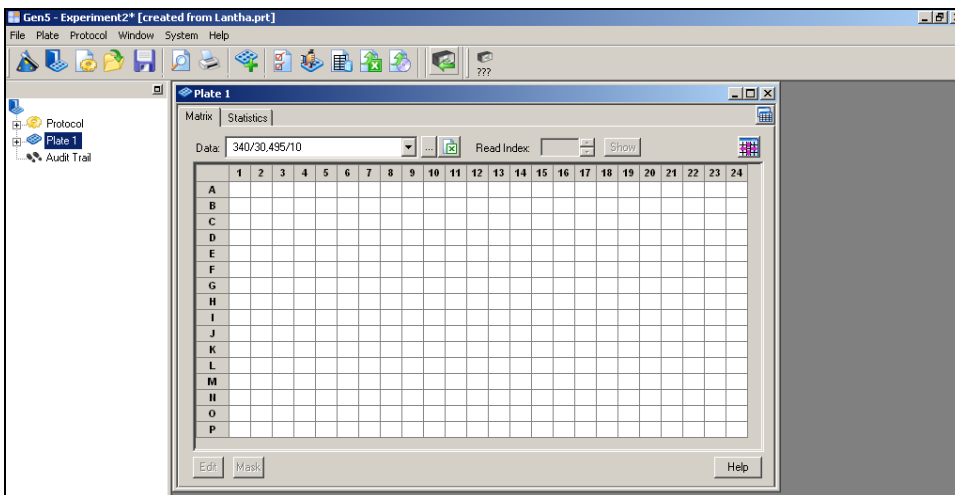 Gen5 - Experiment2* [created from Lantha.prt]
File Plate Protocol Window System Help
???
Plate 1
Protocol
Plate 1
Audit Trail
Matrix Statistics
Data: 340/30,495/10 ... Read Index: Show
1 2 3 4 5 6 7 8 9 10 11 12 13 14 15 16 17 18 19 20 21 22 23 24
A
B
C
D
E
F
G
H
I
J
K
L
M
N
O
P
Edit Mask Help